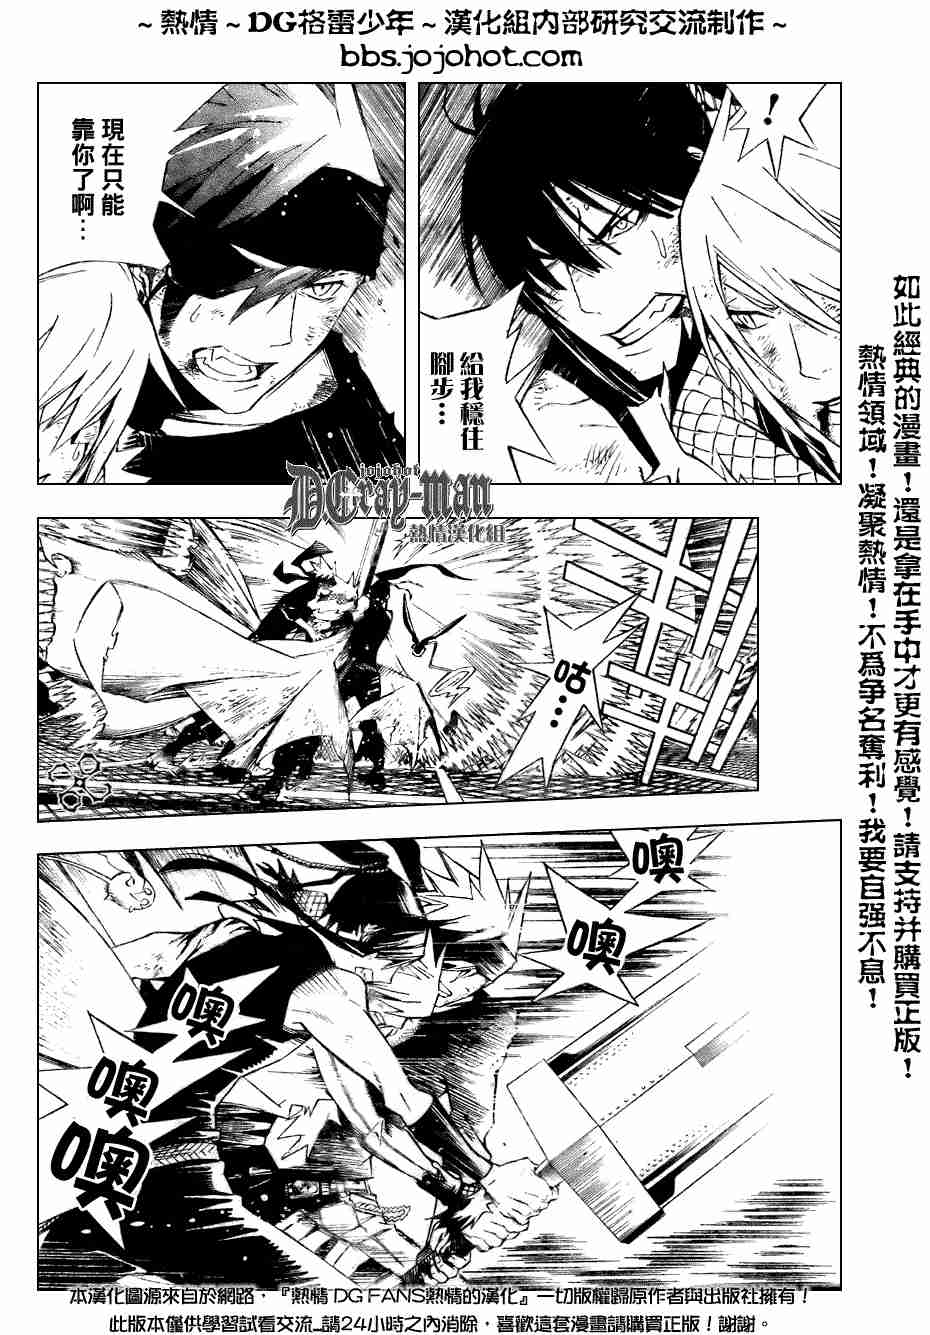 ~熱情~DG葛雷少年~漢化組內部研究交流制作~
bbs.jojohot.com
！
給我穩住
腳步…
現在只能
靠你了啊…
jojohot
D.Gray-man
熱情漢化組
咕…
噢
噢
噢
噢
噢
如此經典的漫畫！還是拿在手中才更有感覺！請支持并購買正版！
熱情領域！凝聚熱情！不爲争名奪利！我要自强不息！
本漢化圖源來自於網路，『熱情DG FANS熱情的漢化』一切版權歸原作者與出版社擁有！
此版本僅供學習試看交流_請24小時之內消除，喜歡這套漫畫請購買正版！謝謝。